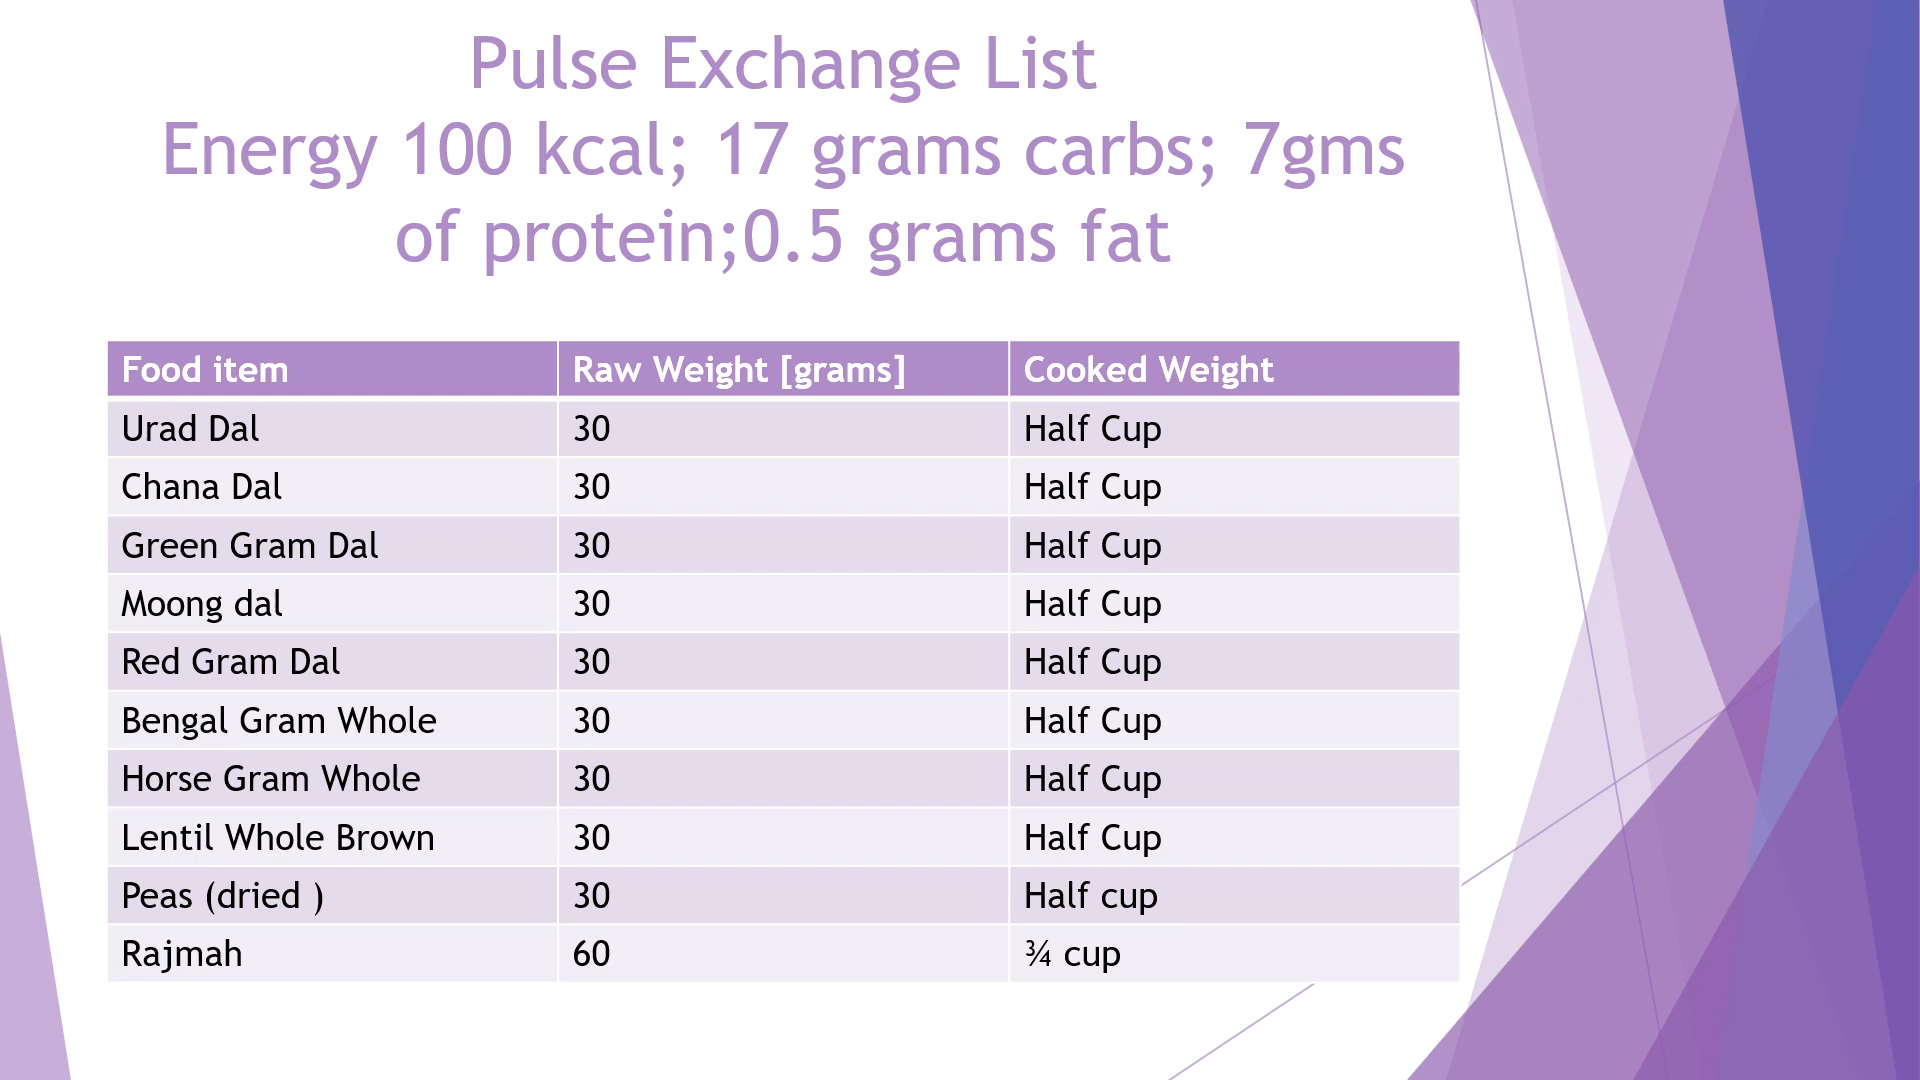 Pulse Exchange List
Energy 100 kcal; 17 grams carbs; 7gms
of protein;0.5 grams fat
Food item Raw Weight [grams] Cooked Weight
Urad Dal 30 Half Cup
Chana Dal 30 Half Cup
Green Gram Dal 30 Half Cup
Moong dal 30 Half Cup
Red Gram Dal 30 Half Cup
Bengal Gram Whole 30 Half Cup
Horse Gram Whole 30 Half Cup
Lentil Whole Brown 30 Half Cup
Peas (dried ) 30 Half cup
Rajmah 60 ¾ cup